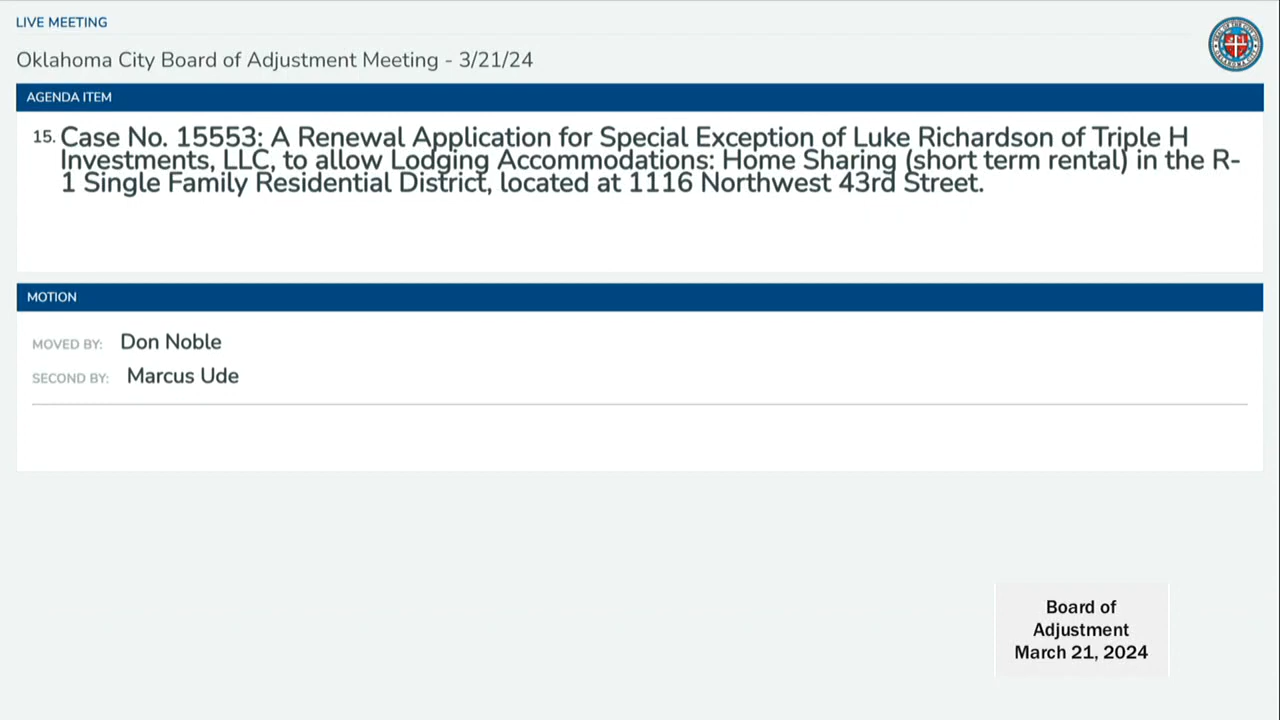 LIVE MEETING
Oklahoma City Board of Adjustment Meeting - 3/21/24
AGENDA ITEM
15. Case No. 15553: A Renewal Application for Special Exception of Luke Richardson of Triple H
Investments, LLC, to allow Lodging Accommodations: Home Sharing (short term rental) in the R-
1 Single Family Residential District, located at 1116 Northwest 43rd Street.
MOTION
MOVED BY: Don Noble
SECOND BY: Marcus Ude
Board of
Adjustment
March 21, 2024